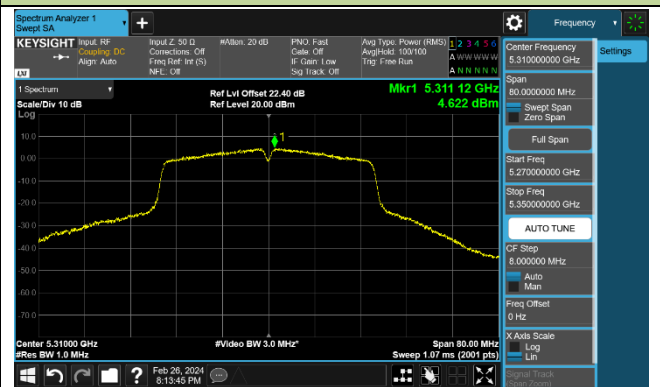 Spectrum Analyzer 1
Swept SA
+
Frequency
KEYSIGHT
Input: RF
Coupling: DC
Align: Auto
Input Z: 50 Ω
Corrections: Off
Freq Ref: Int (S)
NFE: Off
#Atten: 20 dB
PNO: Fast
Gate: Off
IF Gain: Low
Sig Track: Off
Avg Type: Power (RMS)
Avg|Hold: 100/100
Trig: Free Run
1 2 3 4 5 6
A W W W W W
A N N N N N
LXI
1 Spectrum
Scale/Div 10 dB
Log
Ref Lvl Offset 22.40 dB
Ref Level 20.00 dBm
Mkr1 5.311 12 GHz
4.622 dBm
1
10.0
0.00
-10.0
-20.0
-30.0
-40.0
-50.0
-60.0
-70.0
Center 5.31000 GHz
#Res BW 1.0 MHz
#Video BW 3.0 MHz*
Span 80.00 MHz
Sweep 1.07 ms (2001 pts)
Center Frequency
5.310000000 GHz
Settings
Span
80.0000000 MHz
Swept Span
Zero Span
Full Span
Start Freq
5.270000000 GHz
Stop Freq
5.350000000 GHz
AUTO TUNE
CF Step
8.000000 MHz
Auto
Man
Freq Offset
0 Hz
X Axis Scale
Log
Lin
Signal Track
(Span Zoom)
?
Feb 26, 2024
8:13:45 PM